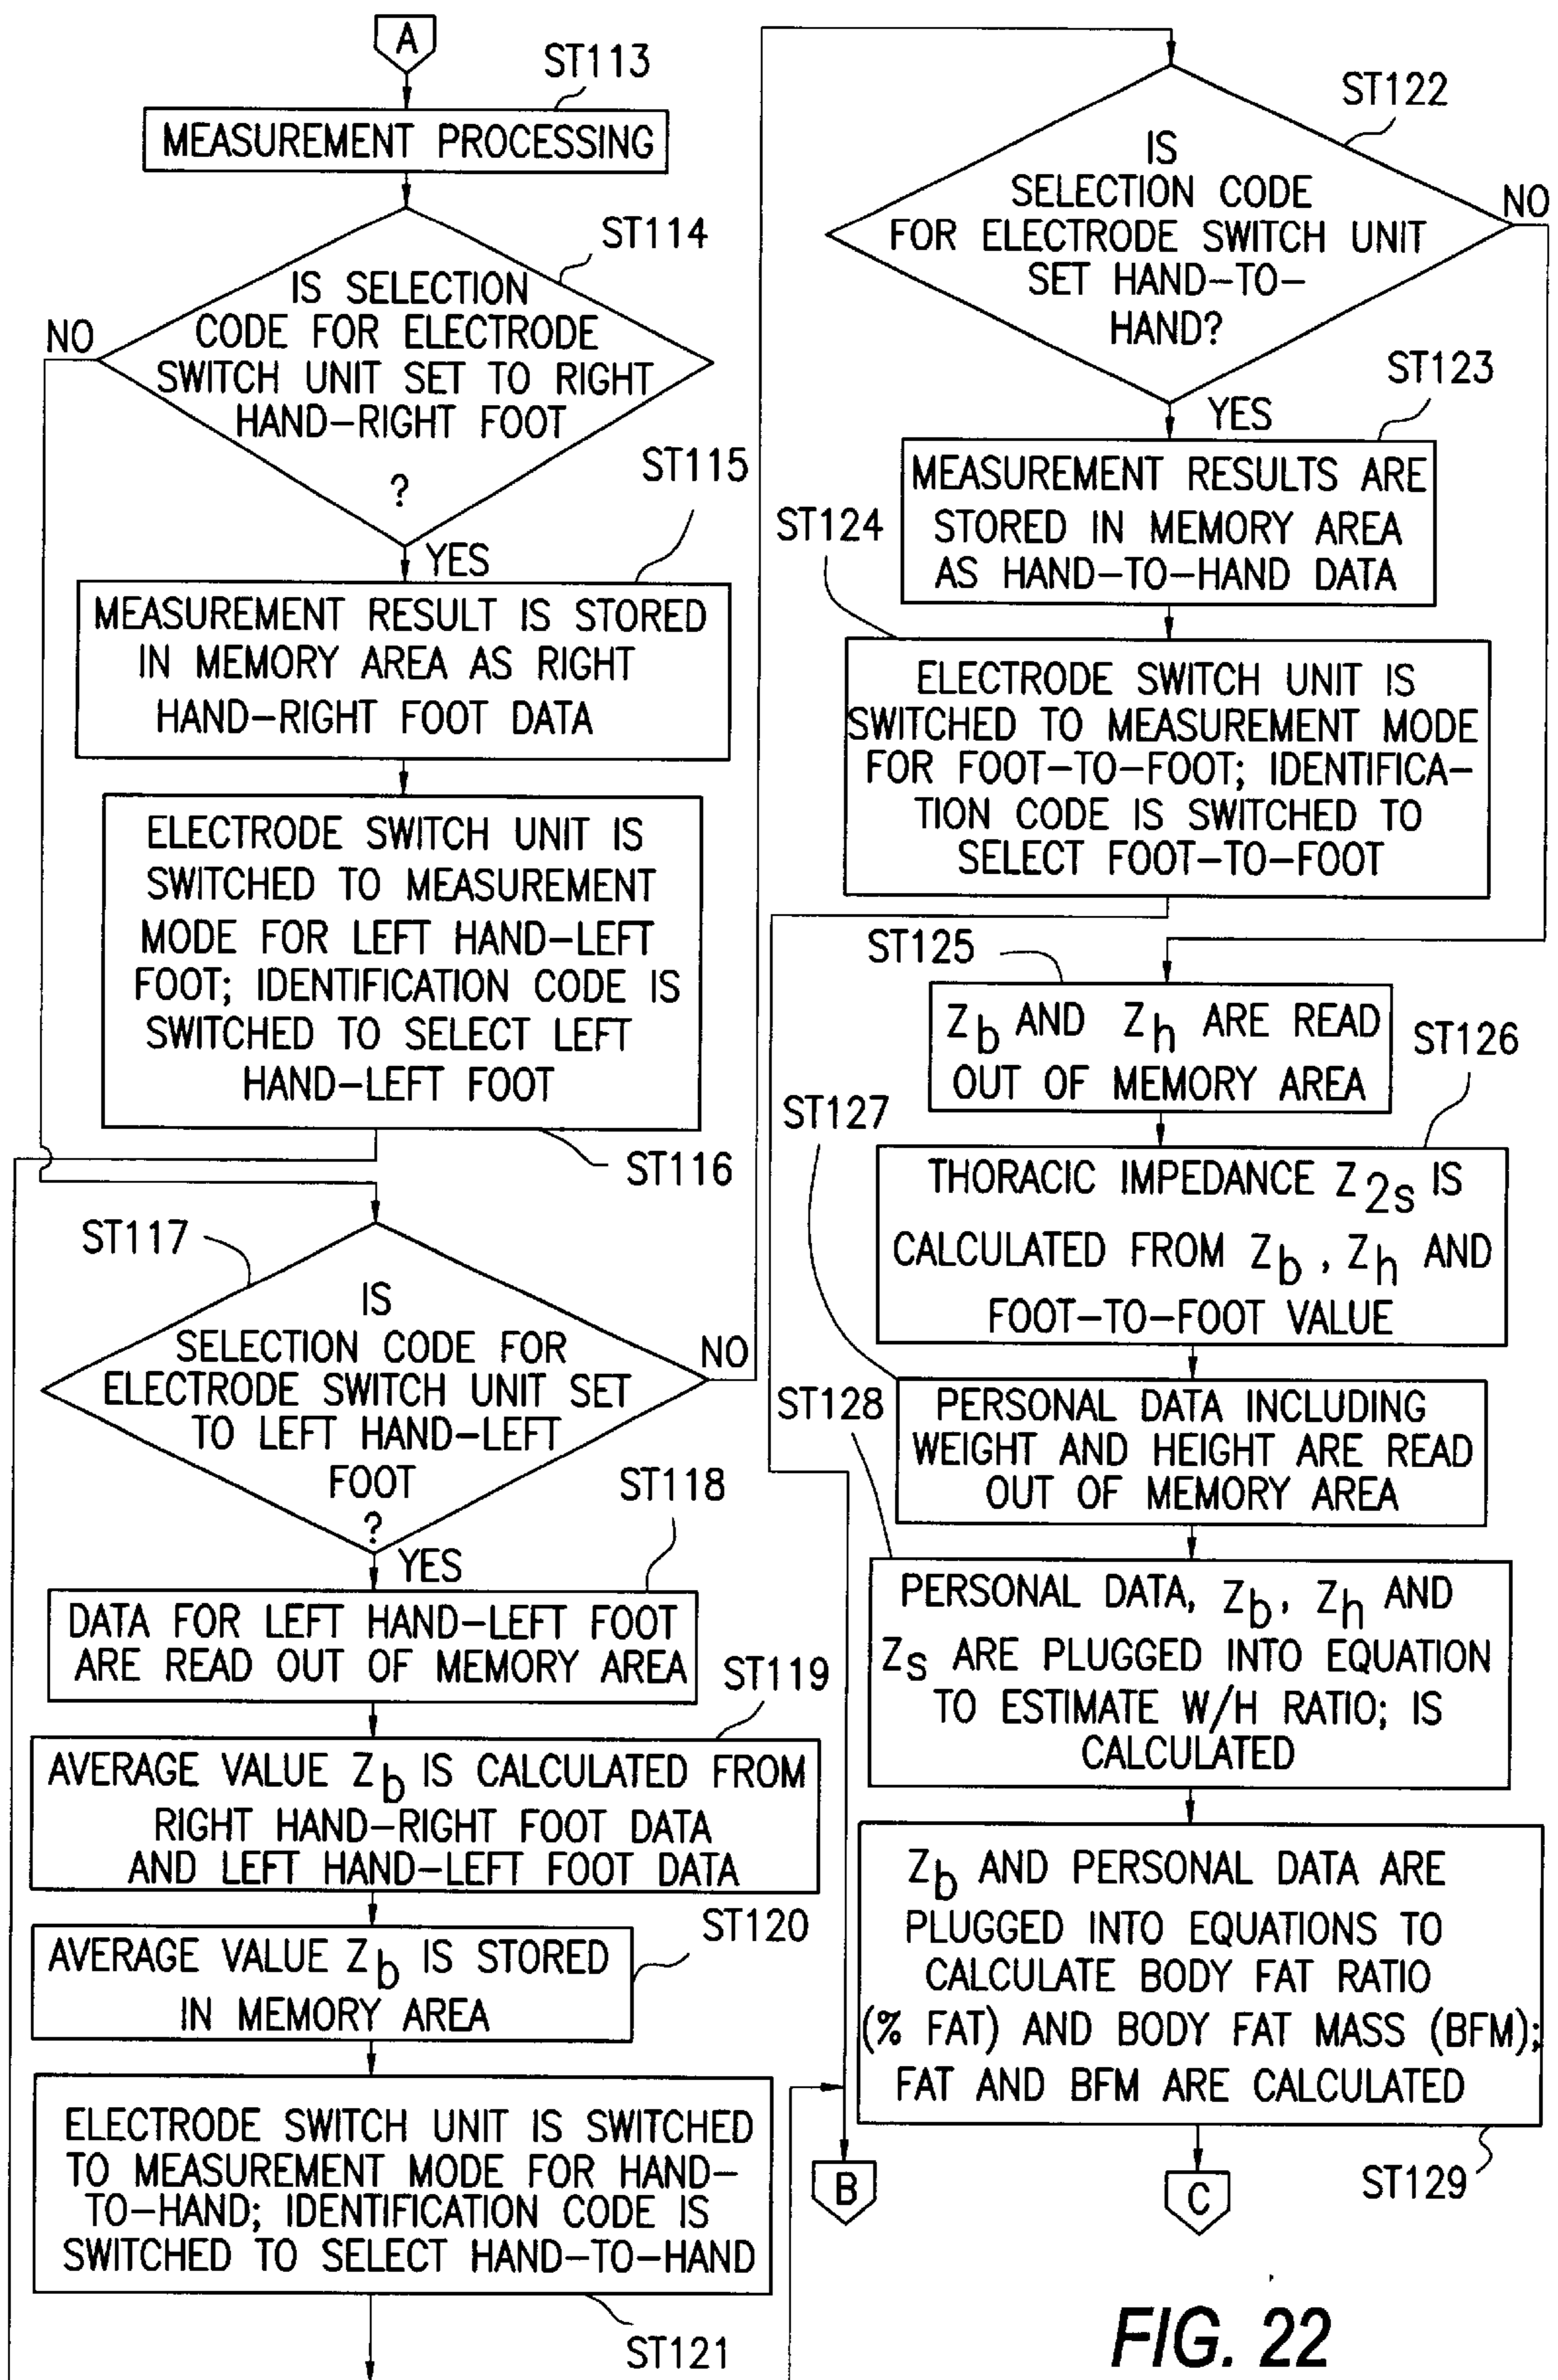 A
ST113
MEASUREMENT PROCESSING
ST114
IS SELECTION
CODE FOR ELECTRODE
SWITCH UNIT SET TO RIGHT
HAND-RIGHT FOOT
?
NO
YES
ST115
MEASUREMENT RESULT IS STORED
IN MEMORY AREA AS RIGHT
HAND-RIGHT FOOT DATA
ELECTRODE SWITCH UNIT IS
SWITCHED TO MEASUREMENT
MODE FOR LEFT HAND-LEFT
FOOT; IDENTIFICATION CODE IS
SWITCHED TO SELECT LEFT
HAND-LEFT FOOT
ST116
ST117
IS
SELECTION CODE FOR
ELECTRODE SWITCH UNIT SET
TO LEFT HAND-LEFT
FOOT
?
NO
YES
ST118
DATA FOR LEFT HAND-LEFT FOOT
ARE READ OUT OF MEMORY AREA
ST119
AVERAGE VALUE Zb IS CALCULATED FROM
RIGHT HAND-RIGHT FOOT DATA
AND LEFT HAND-LEFT FOOT DATA
ST120
AVERAGE VALUE Zb IS STORED
IN MEMORY AREA
ELECTRODE SWITCH UNIT IS SWITCHED
TO MEASUREMENT MODE FOR HAND-
TO-HAND; IDENTIFICATION CODE IS
SWITCHED TO SELECT HAND-TO-HAND
ST121
ST122
IS
SELECTION CODE
FOR ELECTRODE SWITCH UNIT
SET HAND-TO-
HAND?
NO
YES
ST123
MEASUREMENT RESULTS ARE
STORED IN MEMORY AREA
AS HAND-TO-HAND DATA
ST124
ELECTRODE SWITCH UNIT IS
SWITCHED TO MEASUREMENT MODE
FOR FOOT-TO-FOOT; IDENTIFICA-
TION CODE IS SWITCHED TO
SELECT FOOT-TO-FOOT
ST125
Zb AND Zh ARE READ
OUT OF MEMORY AREA
ST126
THORACIC IMPEDANCE Z2s IS
CALCULATED FROM Zb, Zh AND
FOOT-TO-FOOT VALUE
ST127
PERSONAL DATA INCLUDING
WEIGHT AND HEIGHT ARE READ
OUT OF MEMORY AREA
ST128
PERSONAL DATA, Zb, Zh AND
Zs ARE PLUGGED INTO EQUATION
TO ESTIMATE W/H RATIO; IS
CALCULATED
Zb AND PERSONAL DATA ARE
PLUGGED INTO EQUATIONS TO
CALCULATE BODY FAT RATIO
(% FAT) AND BODY FAT MASS (BFM);
FAT AND BFM ARE CALCULATED
ST129
B
C
FIG. 22